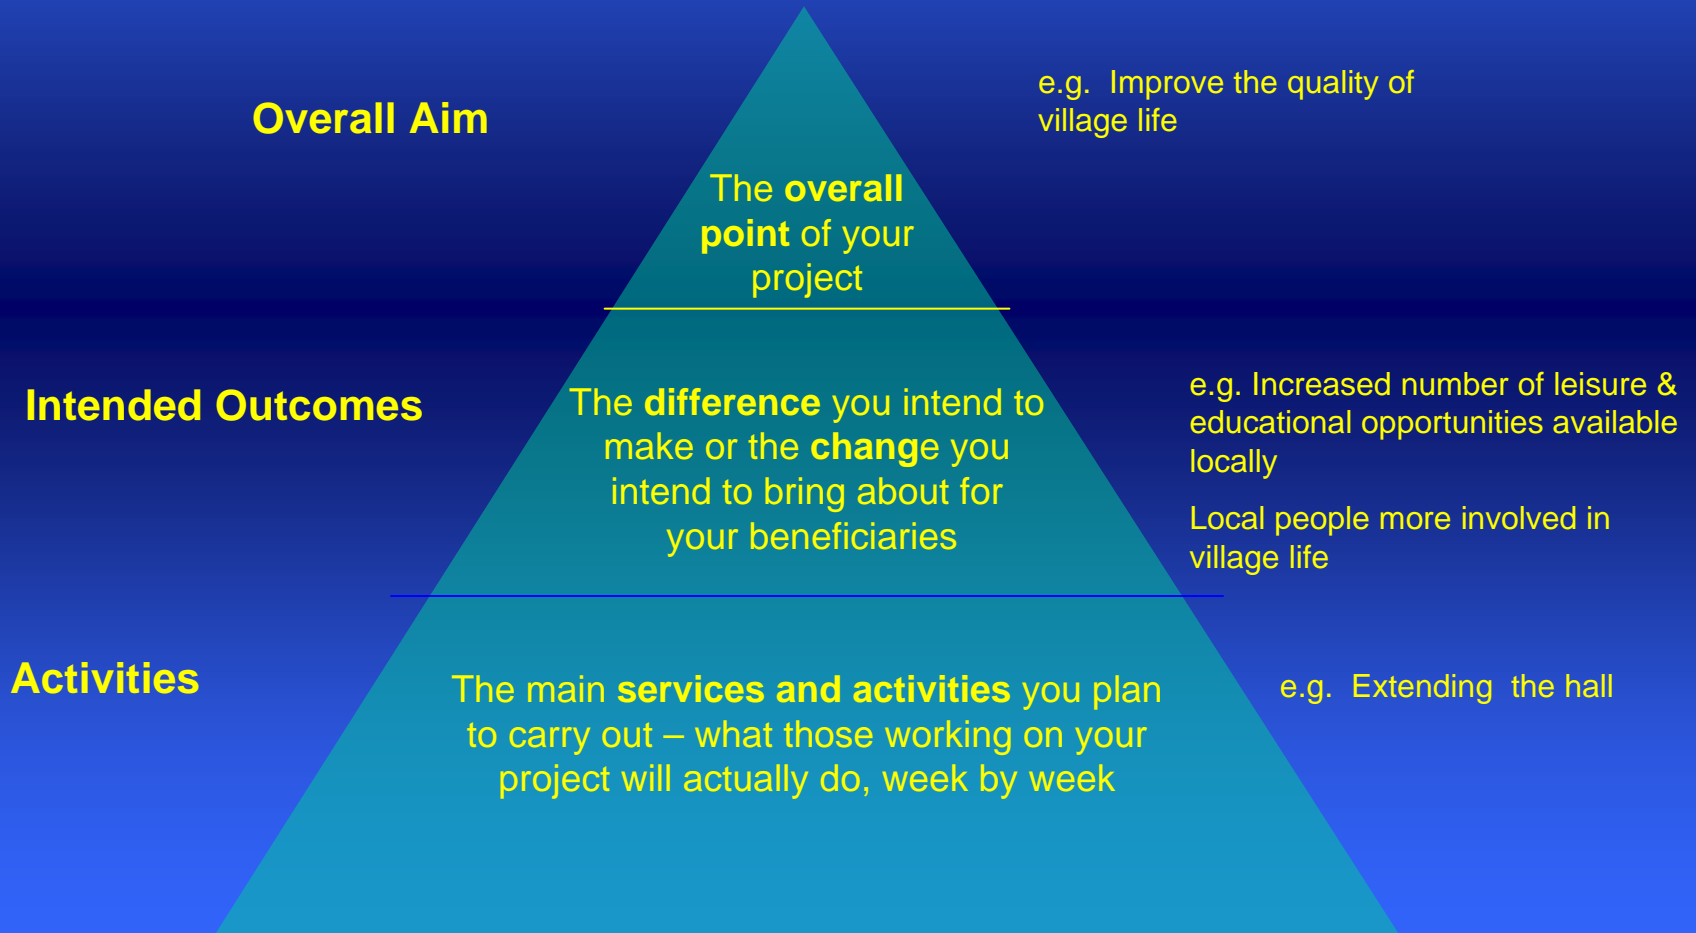 Overall Aim
e.g.  Improve the quality of
village life
The overall
point of your
project
Intended Outcomes
The difference you intend to
make or the change you
intend to bring about for
your beneficiaries
e.g. Increased number of leisure &
educational opportunities available
locally
Local people more involved in
village life
Activities
The main services and activities you plan
to carry out – what those working on your
project will actually do, week by week
e.g.  Extending  the hall